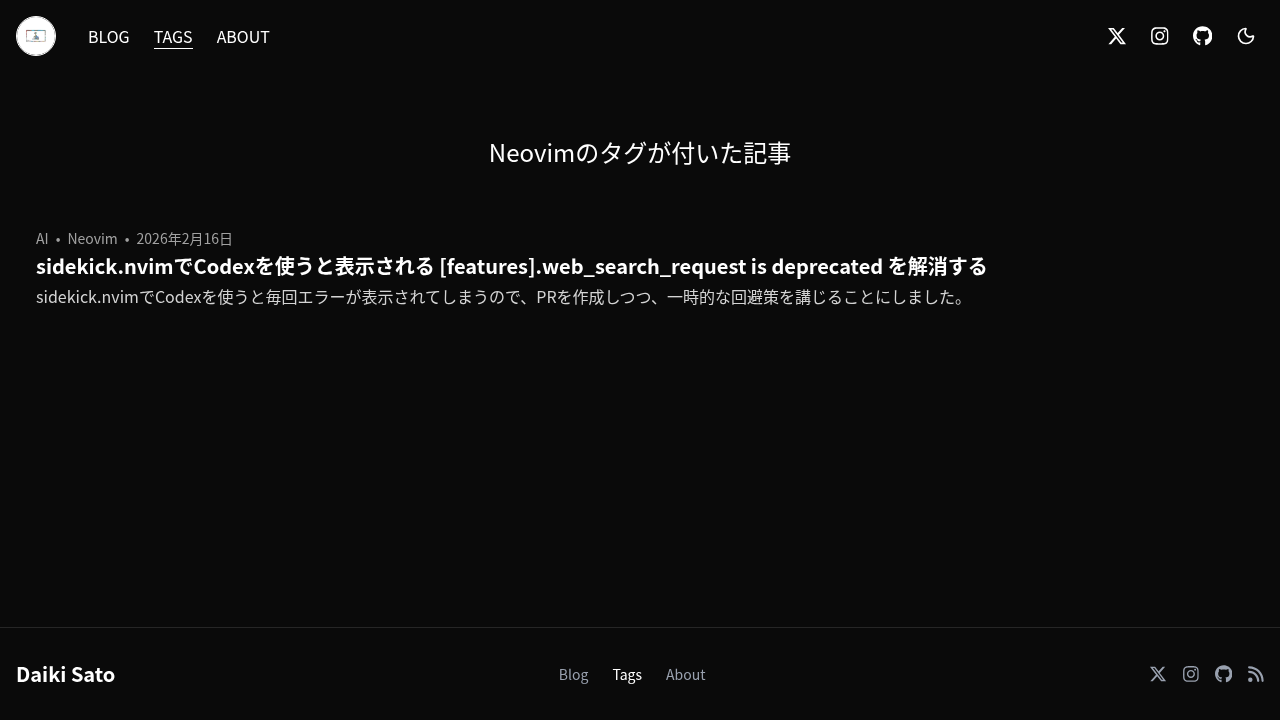 BLOG TAGS ABOUT
Neovimのタグが付いた記事
AI • Neovim • 2026年2月16日
sidekick.nvimでCodexを使うと表示される [features].web_search_request is deprecated を解消する
sidekick.nvimでCodexを使うと毎回エラーが表示されてしまうので、PRを作成しつつ、一時的な回避策を講じることにしました。
Daiki Sato
Blog Tags About